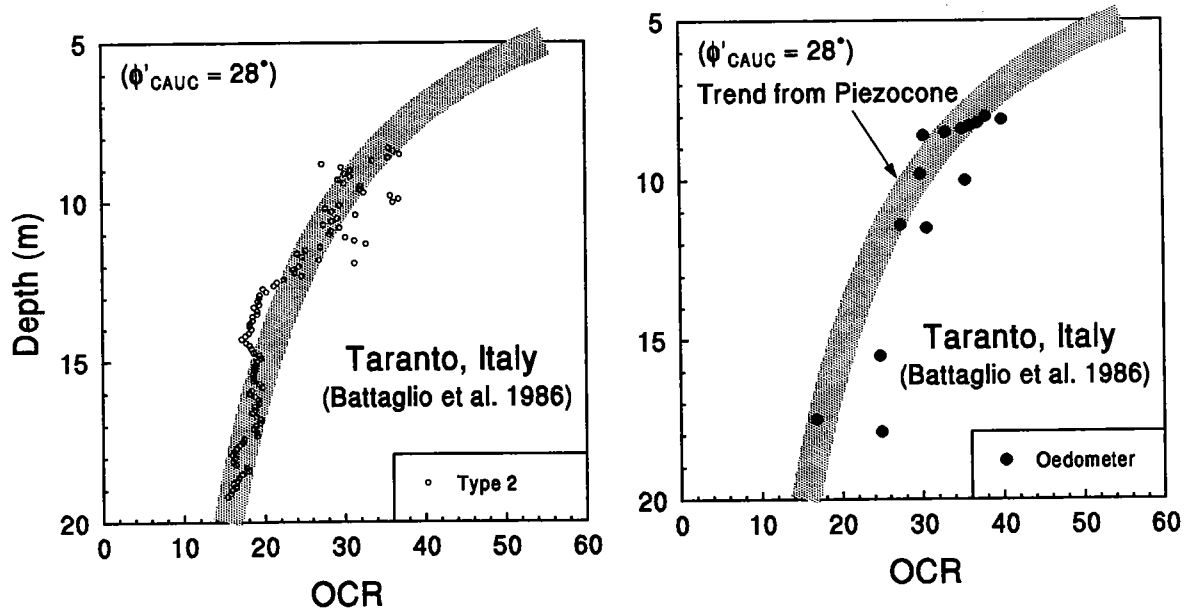 5
(ϕ'CAUC = 28°)
10
Depth (m)
15
Taranto, Italy
(Battaglio et al. 1986)
Type 2
20
0 10 20 30 40 50 60
OCR
5
(ϕ'CAUC = 28°)
Trend from Piezocone
10
15
Taranto, Italy
(Battaglio et al. 1986)
Oedometer
20
0 10 20 30 40 50 60
OCR